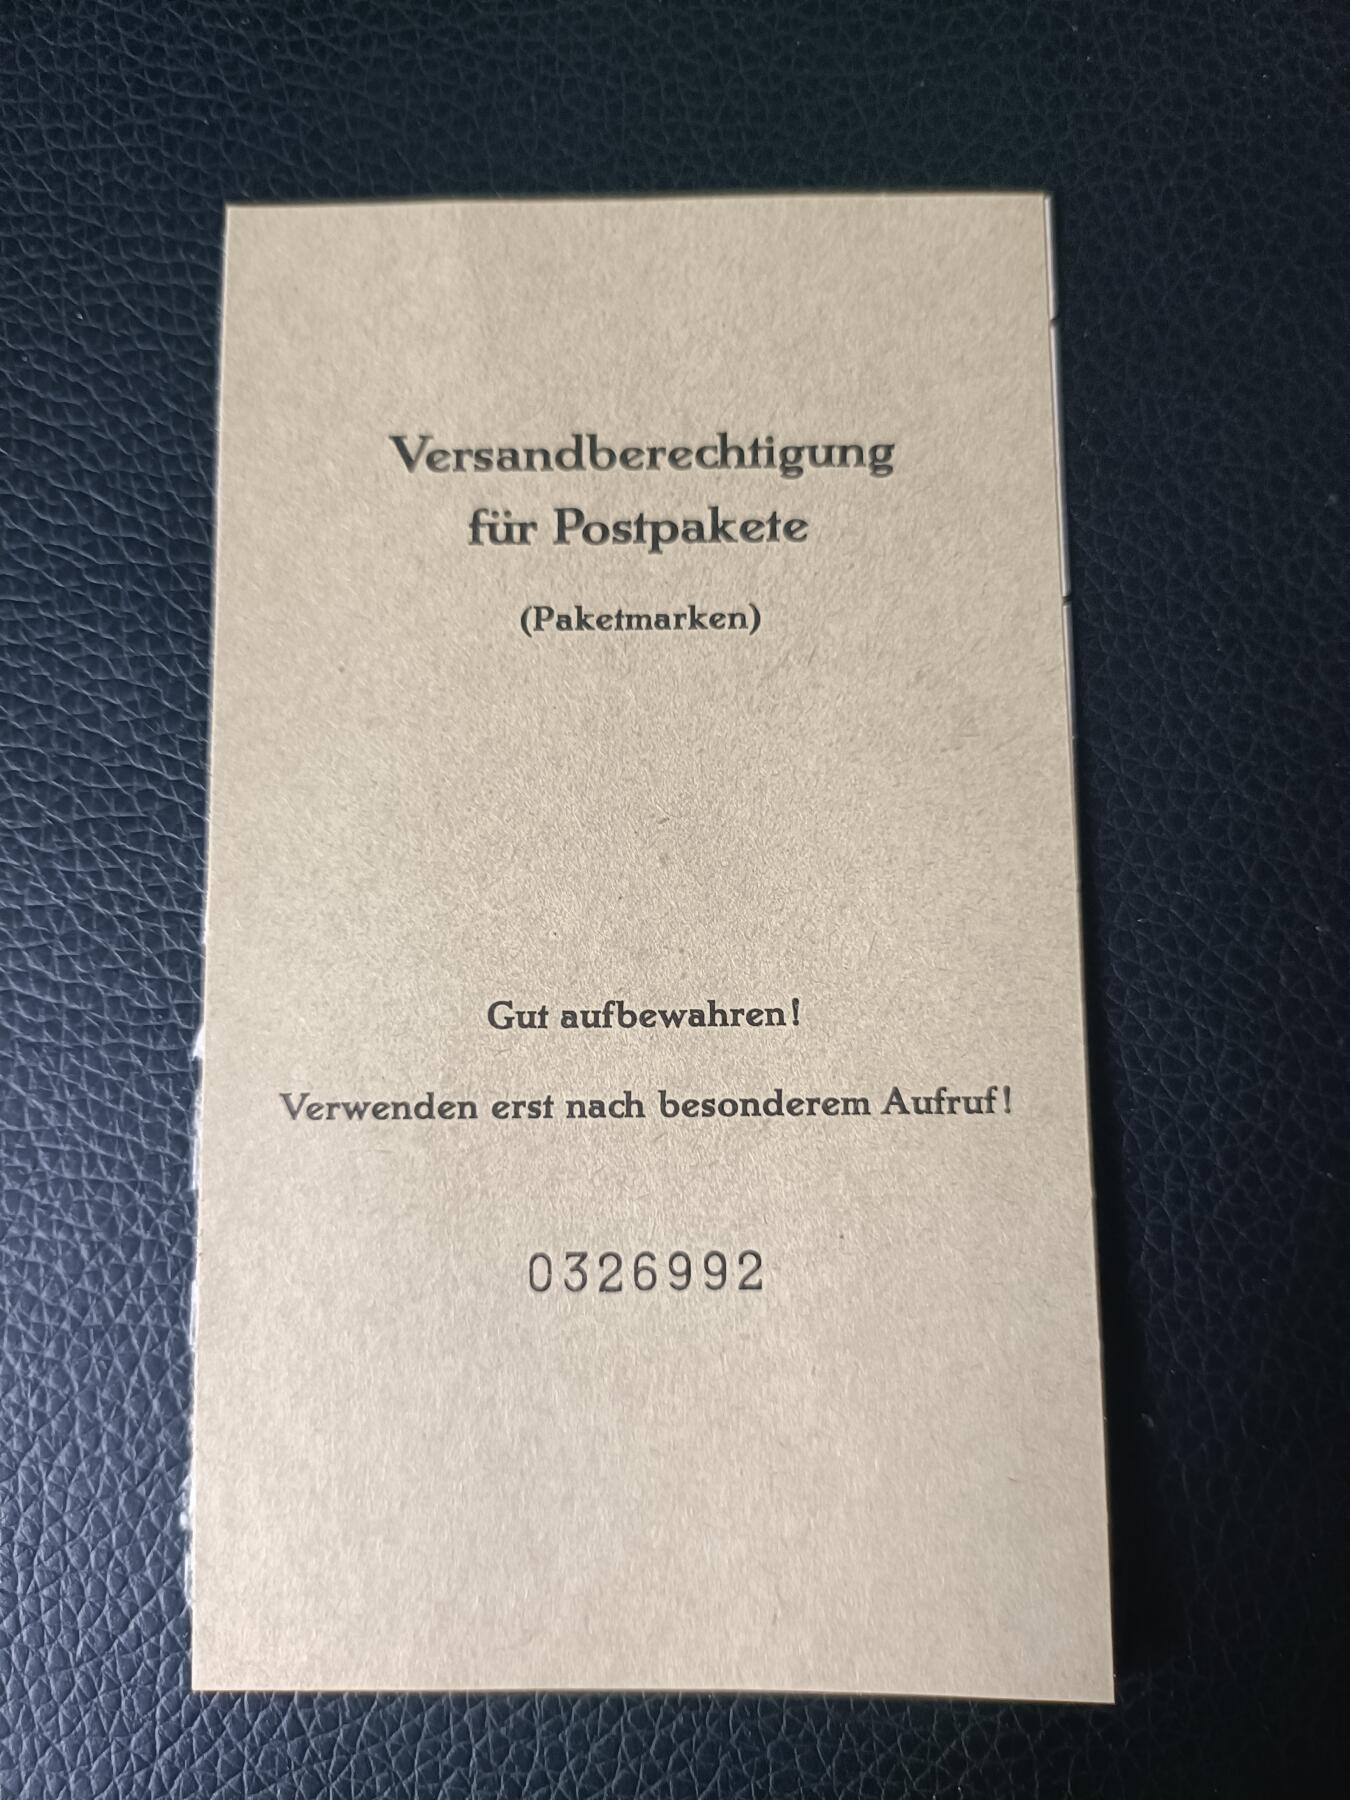 Versandberechtigung
für Postpakete
(Paketmarken)
Gut aufbewahren!
Verwenden erst nach besonderem Aufruf!
0326992